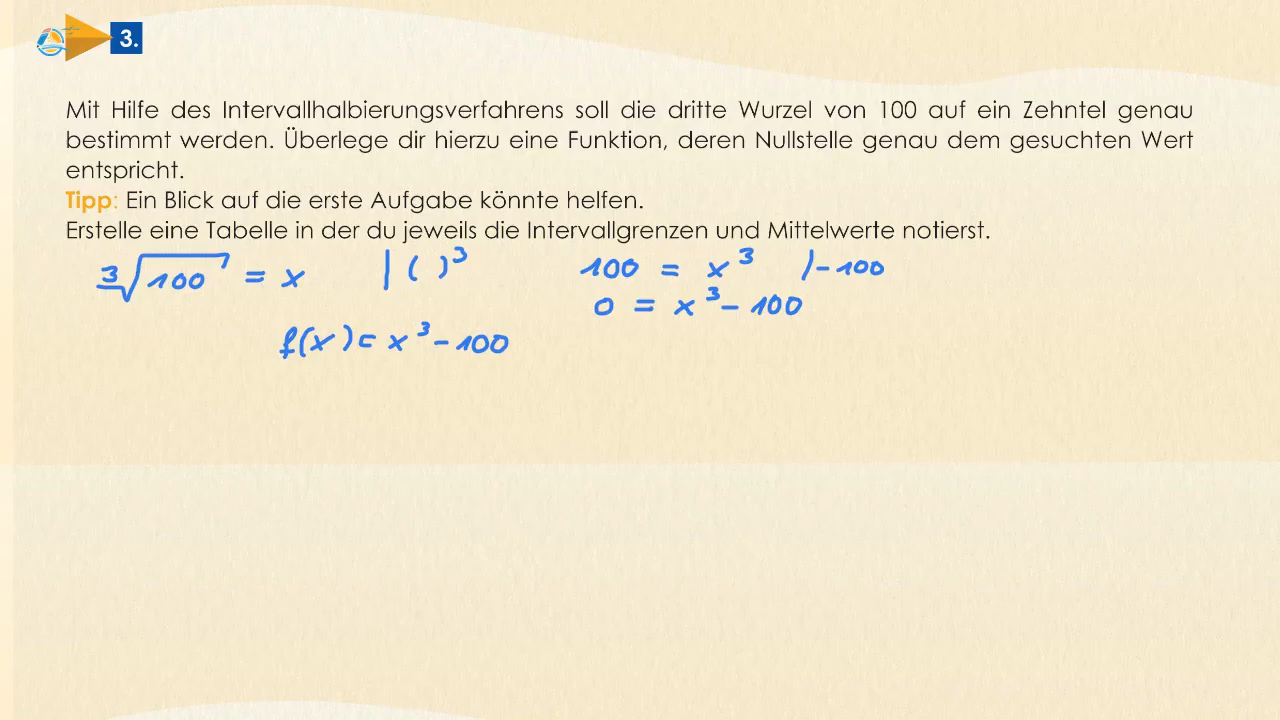 3.
Mit Hilfe des Intervallhalbierungsverfahrens soll die dritte Wurzel von 100 auf ein Zehntel genau
bestimmt werden. Überlege dir hierzu eine Funktion, deren Nullstelle genau dem gesuchten Wert
entspricht.
Tipp: Ein Blick auf die erste Aufgabe könnte helfen.
Erstelle eine Tabelle in der du jeweils die Intervallgrenzen und Mittelwerte notierst.
³√100 = x | ( )³ 100 = x³ |-100
0 = x³ - 100
f(x) = x³ - 100